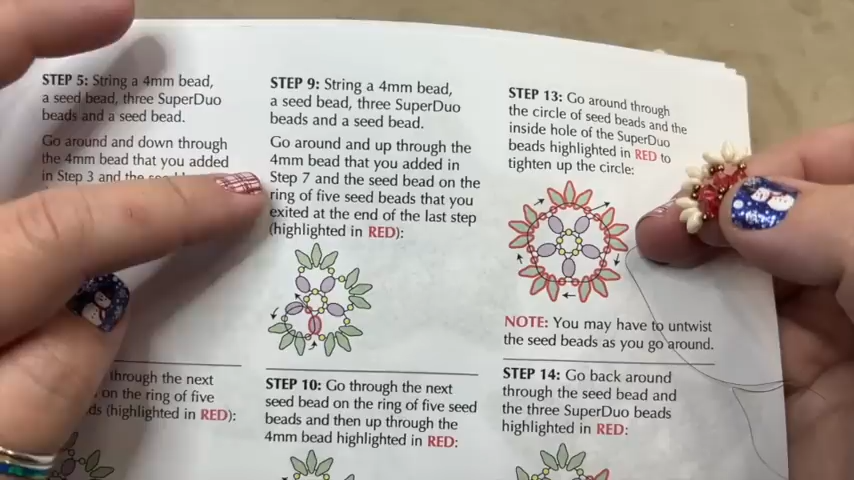 STEP 5: String a 4mm bead,
a seed bead, three SuperDuo
beads and a seed bead.
Go around and down through
the 4mm bead that you added
in Step 3 and the
through the next
on the ring of five
(highlighted in RED):
STEP 9: String a 4mm bead,
a seed bead, three SuperDuo
beads and a seed bead.
Go around and up through the
4mm bead that you added in
Step 7 and the seed bead on the
ring of five seed beads that you
exited at the end of the last step
(highlighted in RED):
STEP 10: Go through the next
seed bead on the ring of five seed
beads and then up through the
4mm bead highlighted in RED:
STEP 13: Go around through
the circle of seed beads and the
inside hole of the SuperDuo
beads highlighted in RED to
tighten up the circle:
NOTE: You may have to untwist
the seed beads as you go around.
STEP 14: Go back around
through the seed bead and
the three SuperDuo beads
highlighted in RED: